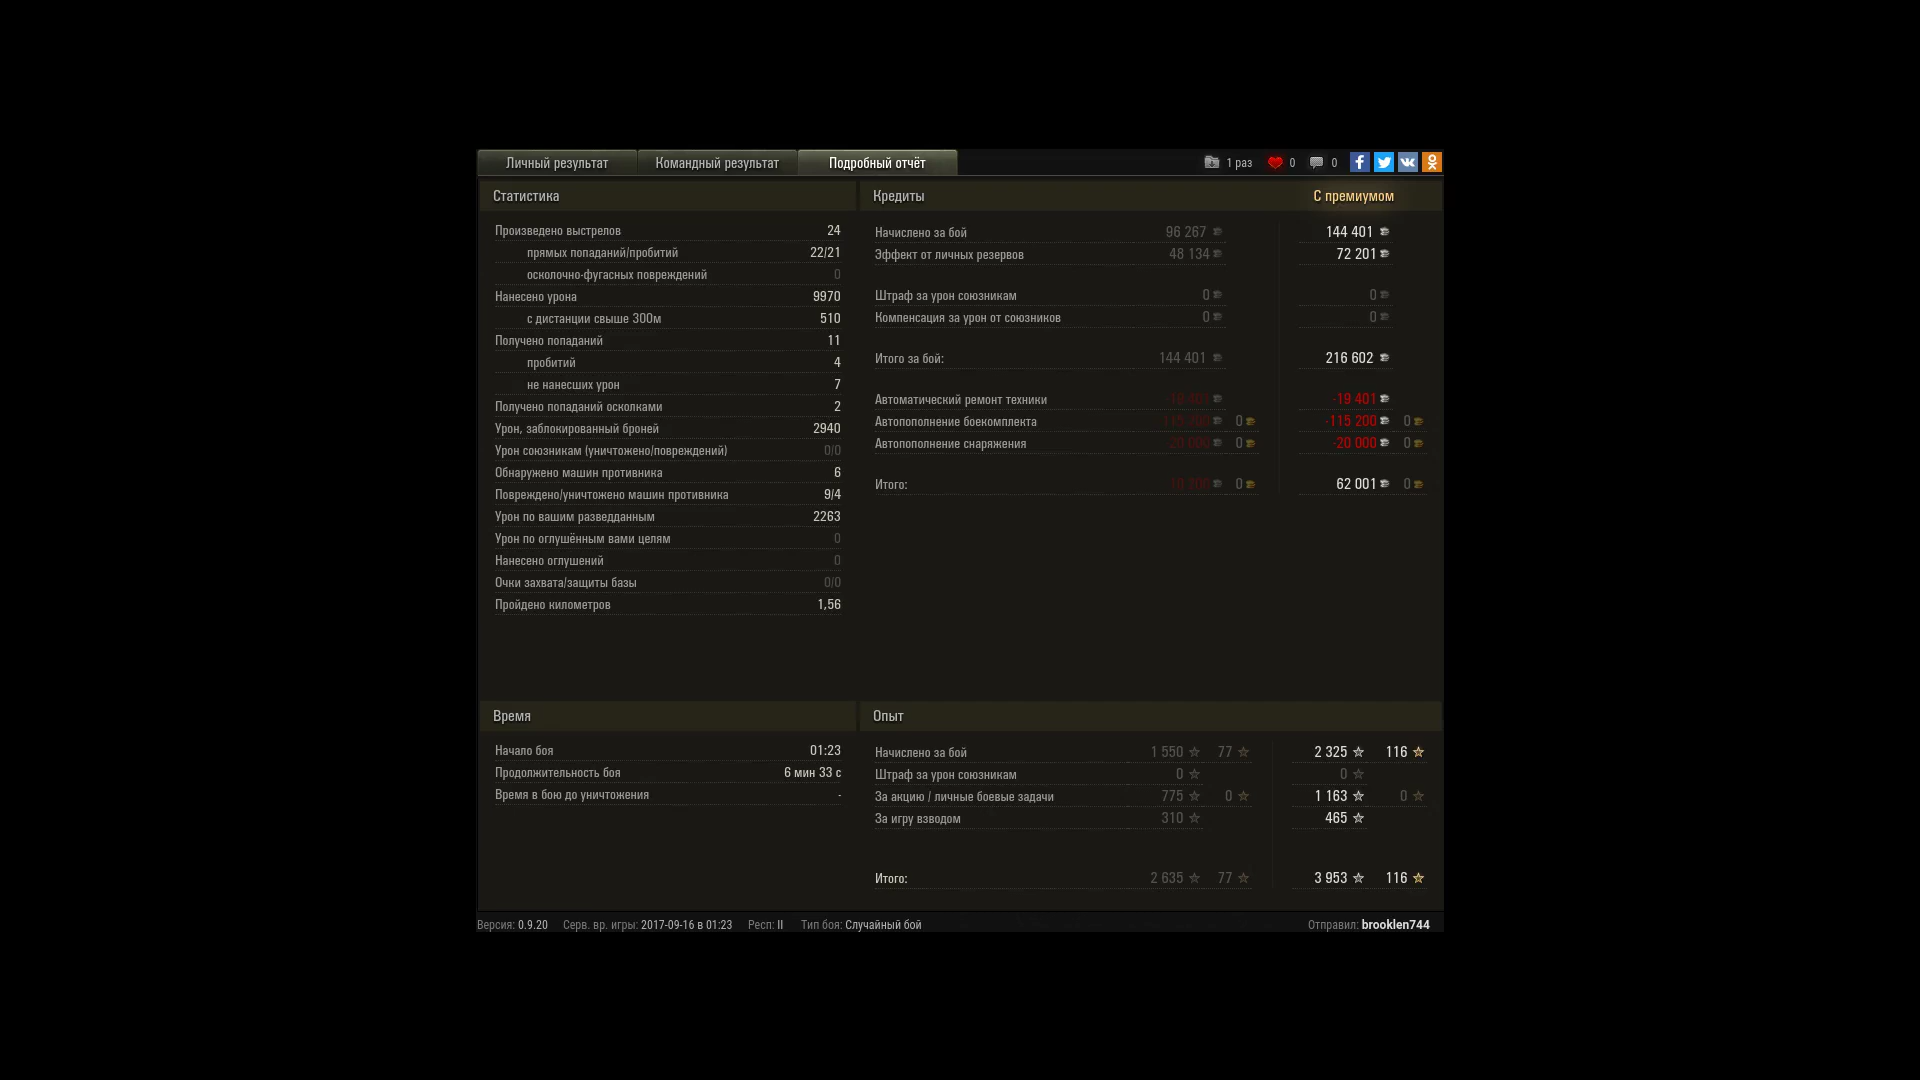 Личный результат Командный результат Подробный отчёт 1 раз 0 0
Статистика
Произведено выстрелов 24
прямых попаданий/пробитий 22/21
осколочно-фугасных повреждений 0
Нанесено урона 9970
с дистанции свыше 300м 510
Получено попаданий 11
пробитий 4
не нанесших урон 7
Получено попаданий осколками 2
Урон, заблокированный броней 2940
Урон союзникам (уничтожено/повреждений) 0/0
Обнаружено машин противника 6
Повреждено/уничтожено машин противника 9/4
Урон по вашим разведданным 2263
Урон по оглушённым вами целям 0
Нанесено оглушений 0
Очки захвата/защиты базы 0/0
Пройдено километров 1,56
Кредиты С премиумом
Начислено за бой 96 267 144 401
Эффект от личных резервов 48 134 72 201
Штраф за урон союзникам 0 0
Компенсация за урон от союзников 0 0
Итого за бой: 144 401 216 602
Автоматический ремонт техники -19 401 -19 401
Автопополнение боекомплекта -115 200 0 -115 200 0
Автопополнение снаряжения -20 000 0 -20 000 0
Итого: 0 62 001 0
Время
Начало боя 01:23
Продолжительность боя 6 мин 33 с
Время в бою до уничтожения -
Опыт
Начислено за бой 1 550 77 2 325 116
Штраф за урон союзникам 0 0
За акцию / личные боевые задачи 775 0 1 163 0
За игру взводом 310 465
Итого: 2 635 77 3 953 116
Версия: 0.9.20 Серв. вр. игры: 2017-09-16 в 01:23 Респ: II Тип боя: Случайный бой Отправил: brooklen744